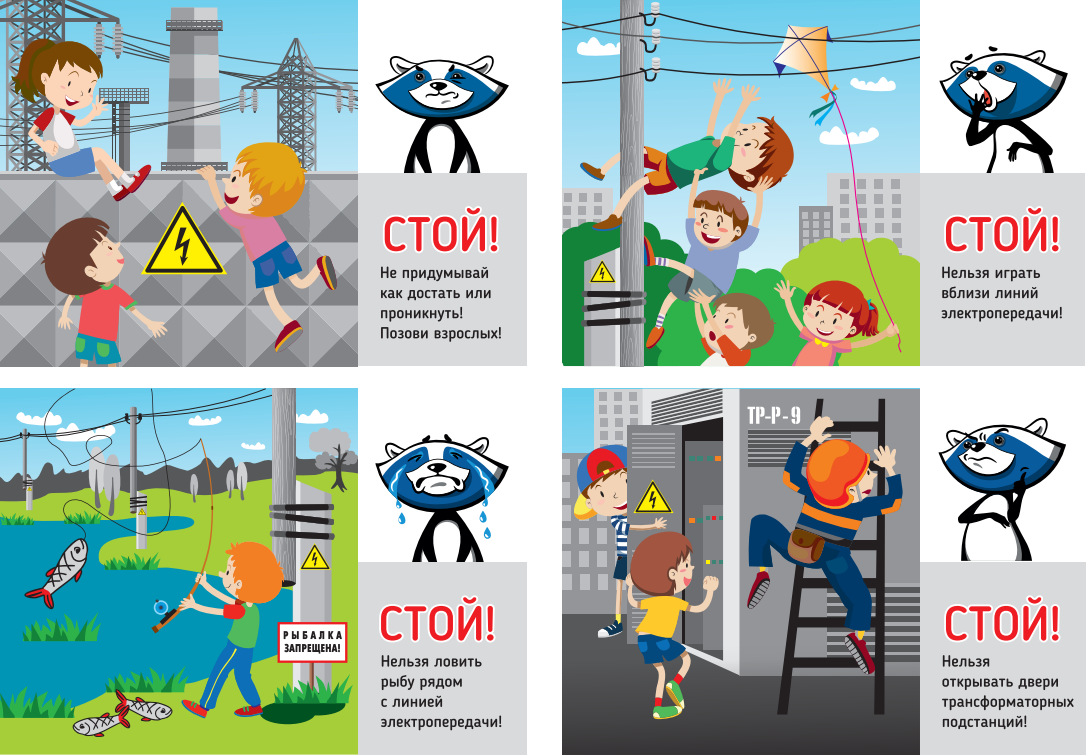 СТОЙ!
Не придумывай
как достать или
проникнуть!
Позови взрослых!
СТОЙ!
Нельзя играть
вблизи линий
электропередачи!
РЫБАЛКА
ЗАПРЕЩЕНА!
СТОЙ!
Нельзя ловить
рыбу рядом
с линией
электропередачи!
ТР-Р-9
СТОЙ!
Нельзя
открывать двери
трансформаторных
подстанций!